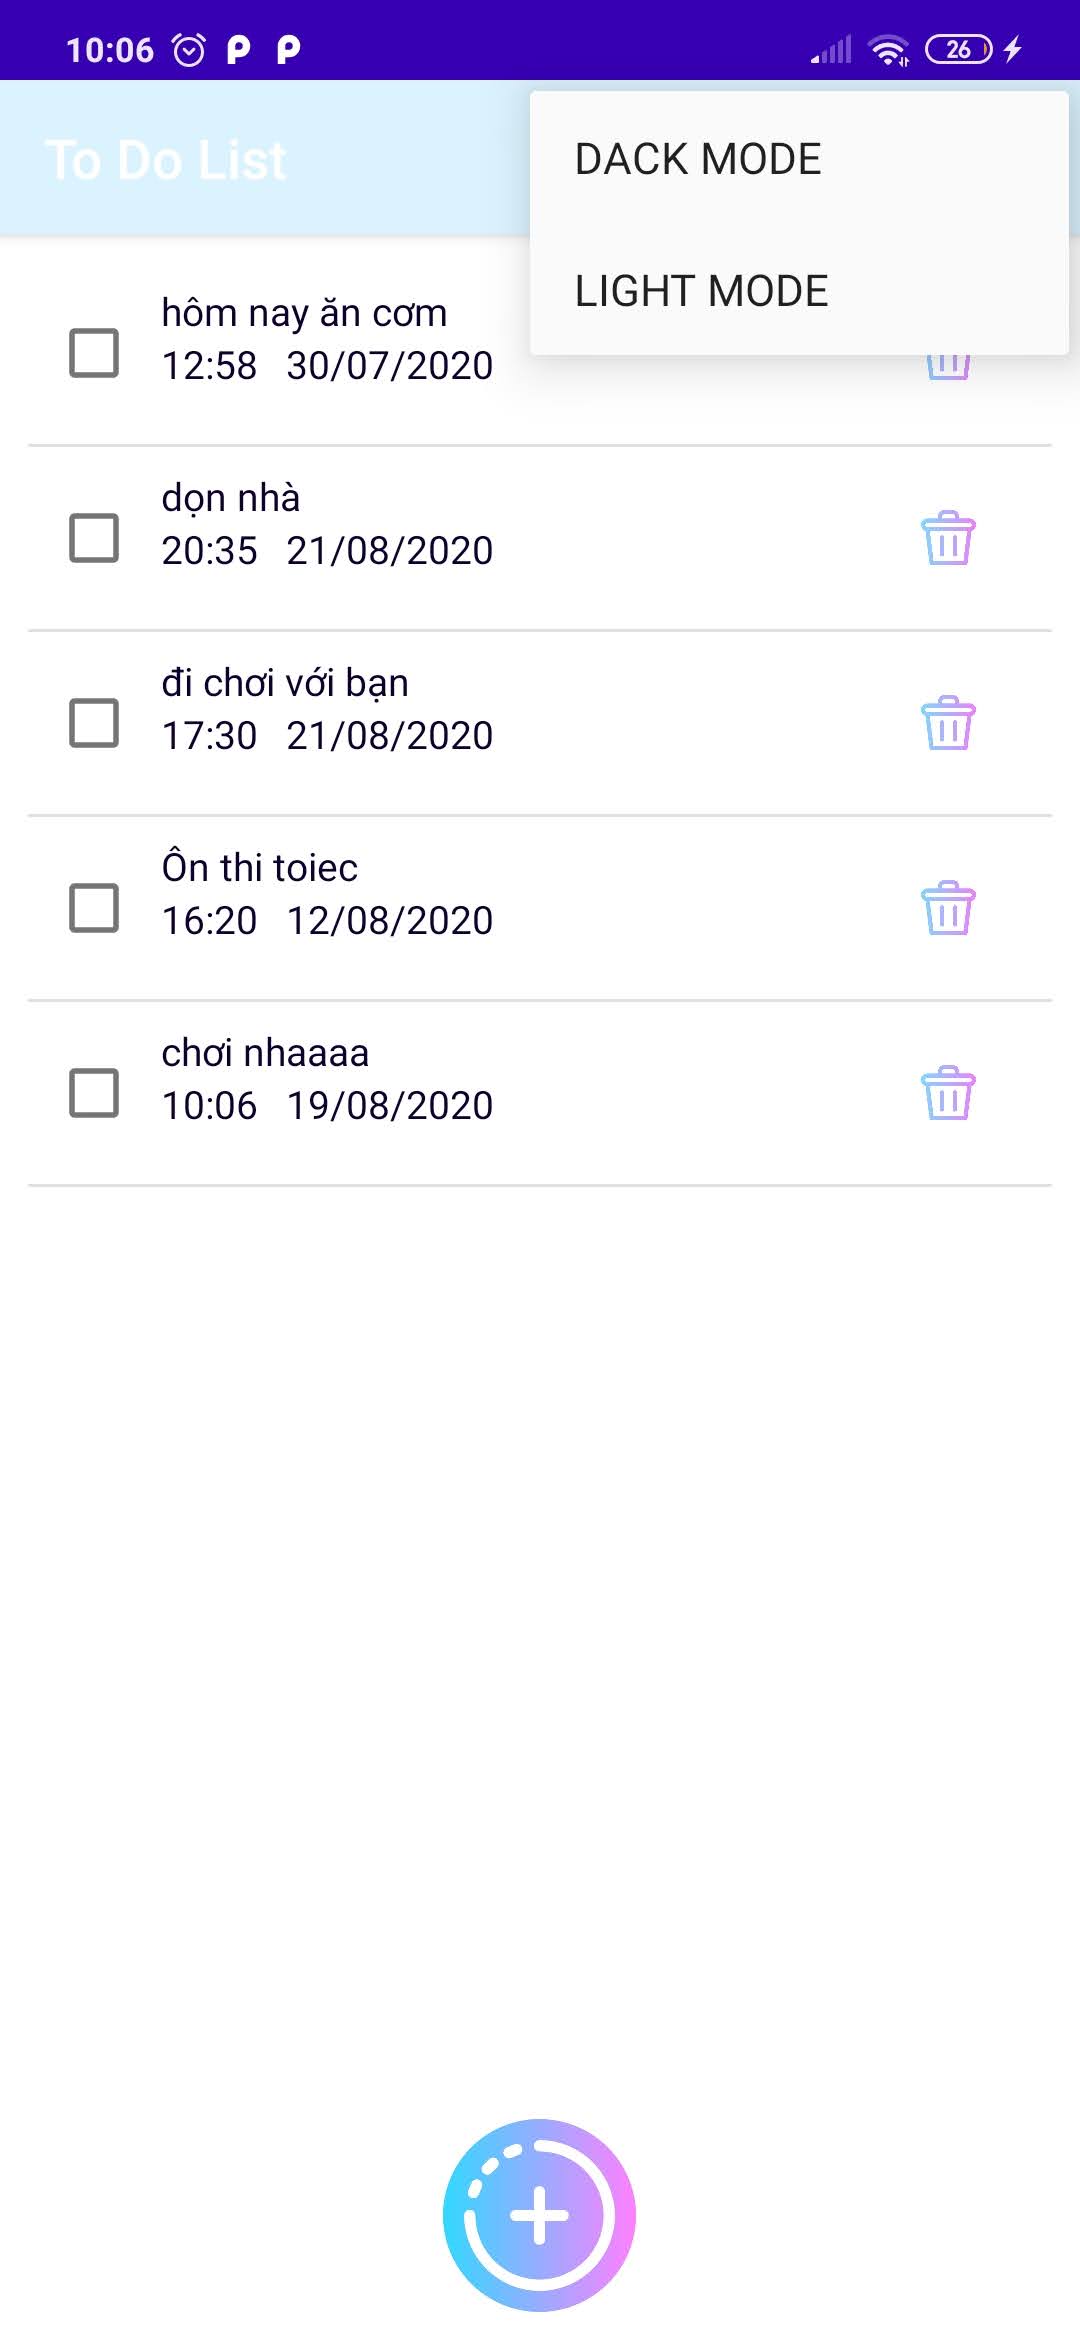 10:06
26
To Do List
DACK MODE
LIGHT MODE
hôm nay ăn cơm
12:58 30/07/2020
dọn nhà
20:35 21/08/2020
đi chơi với bạn
17:30 21/08/2020
Ôn thi toiec
16:20 12/08/2020
chơi nhaaaa
10:06 19/08/2020